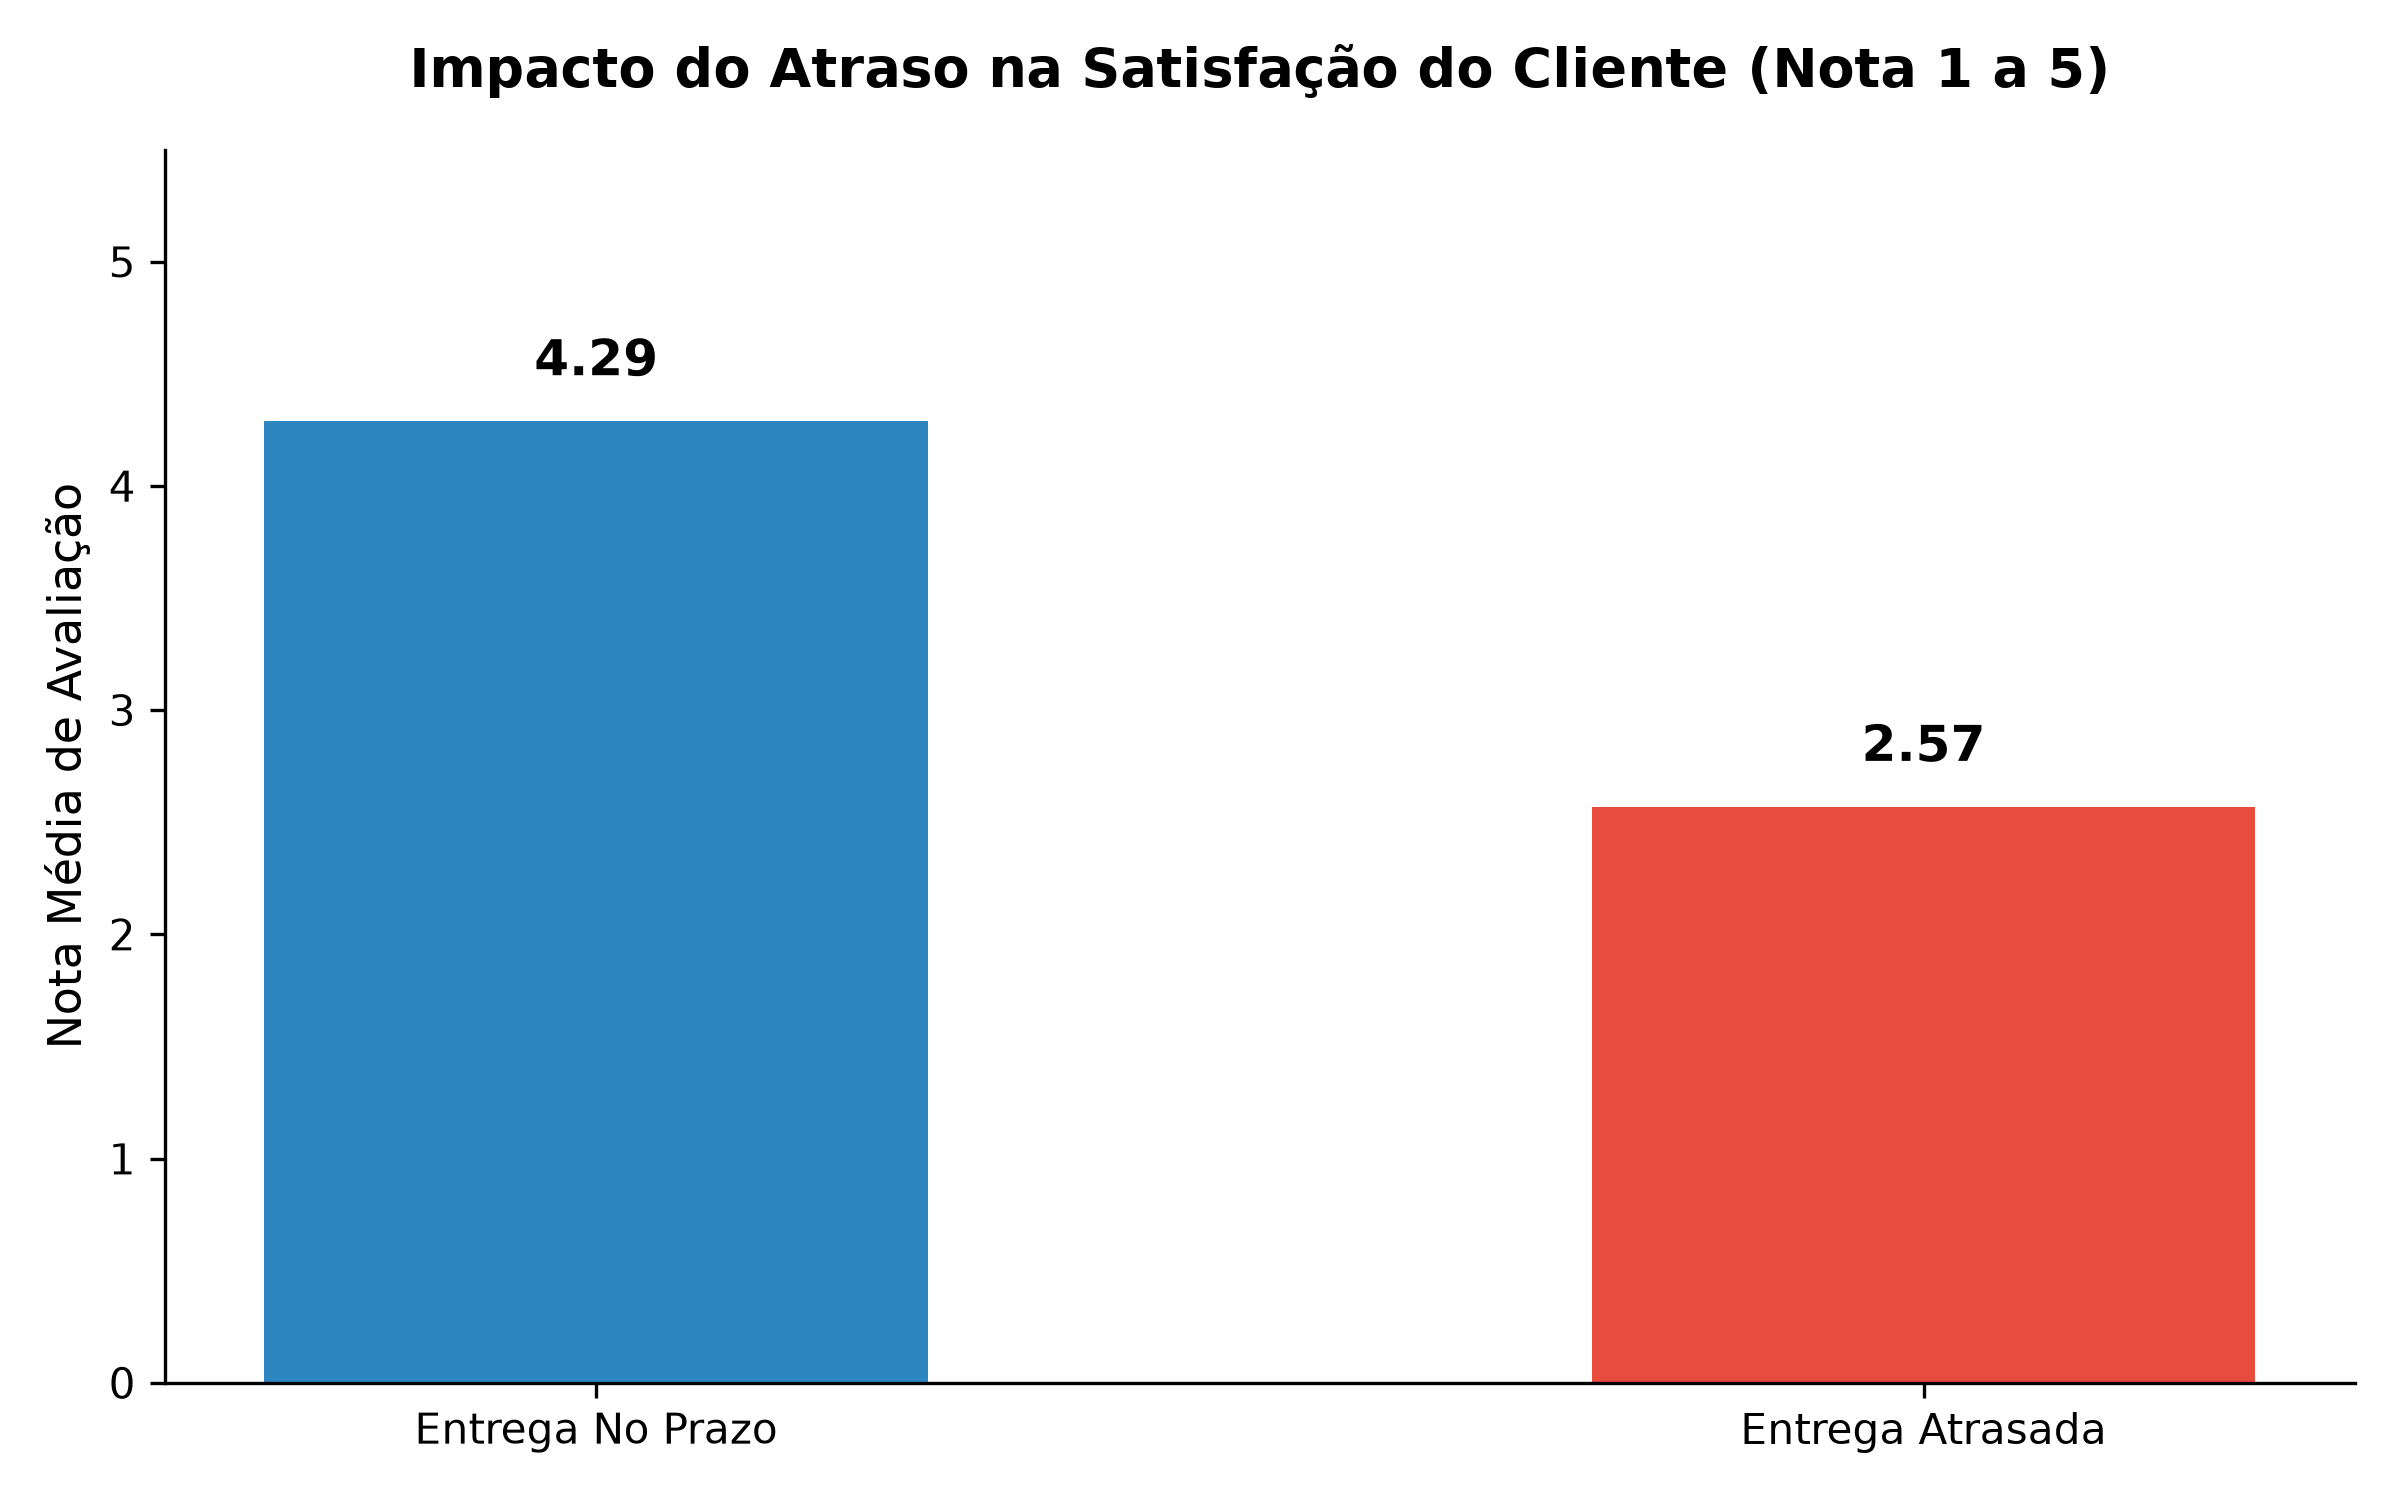 Impacto do Atraso na Satisfação do Cliente (Nota 1 a 5)
Nota Média de Avaliação
5
4
3
2
1
0
4.29
2.57
Entrega No Prazo
Entrega Atrasada